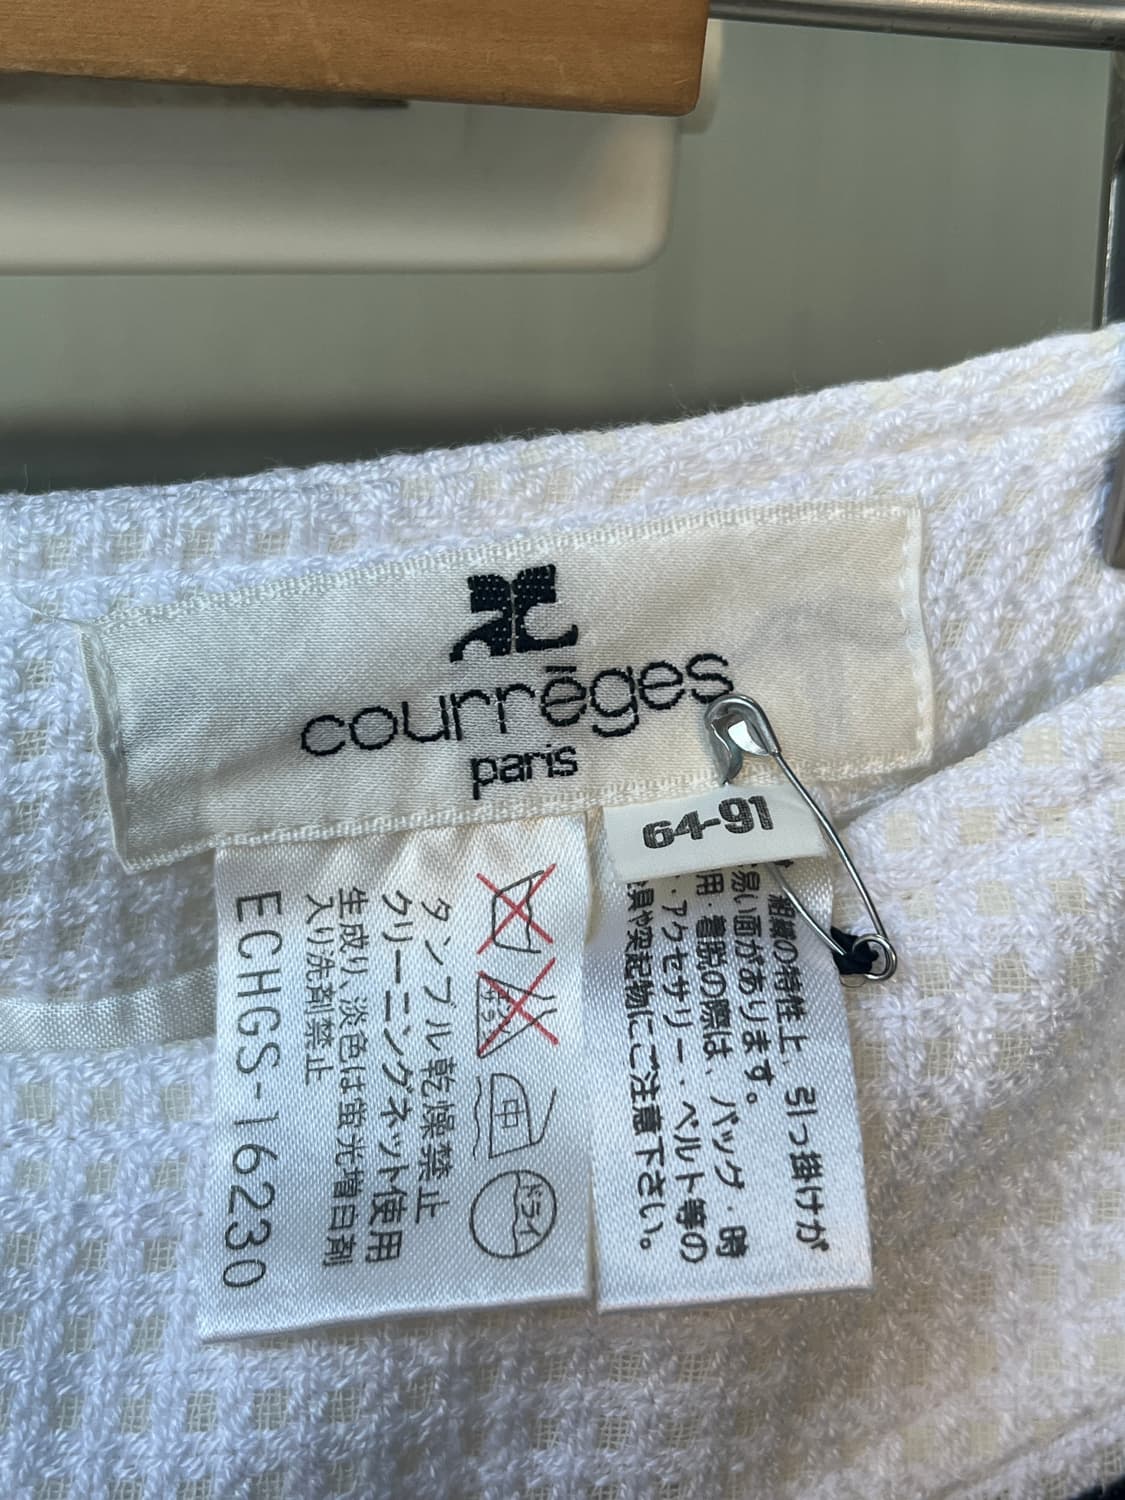 courrèges
paris
64-91
タンブル乾燥禁止
クリーニングネット使用
生成り、淡色は蛍光増白剤
入り洗剤禁止
ECHGS-16230
中
ドライ
組織の特性上、引っ掛けが
易い面があります。
用・着脱の際は、バッグ・時
・アクセサリー・ベルト等の
具や突起物にご注意下さい。